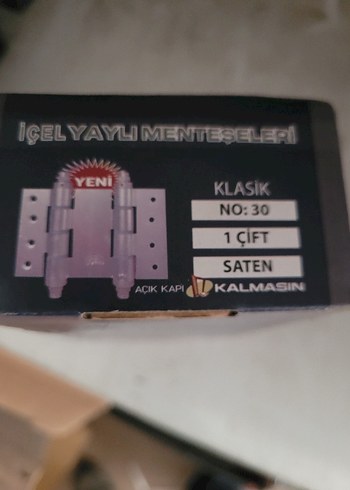 İÇEL YAYLI MENTEŞELERİ
YENİ
KLASİK
NO: 30
1 ÇİFT
SATEN
AÇIK KAPI KALMASIN